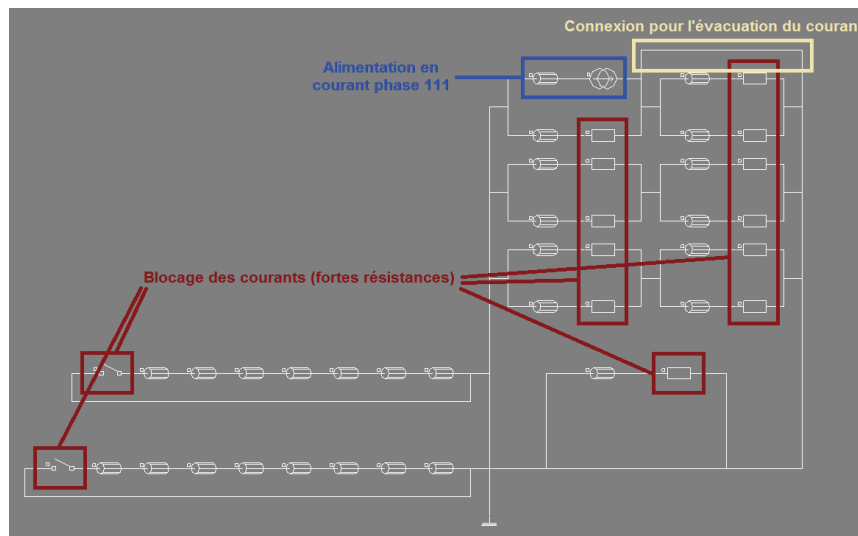 Connexion pour l'évacuation du couran
Alimentation en
courant phase 111
Blocage des courants (fortes résistances)